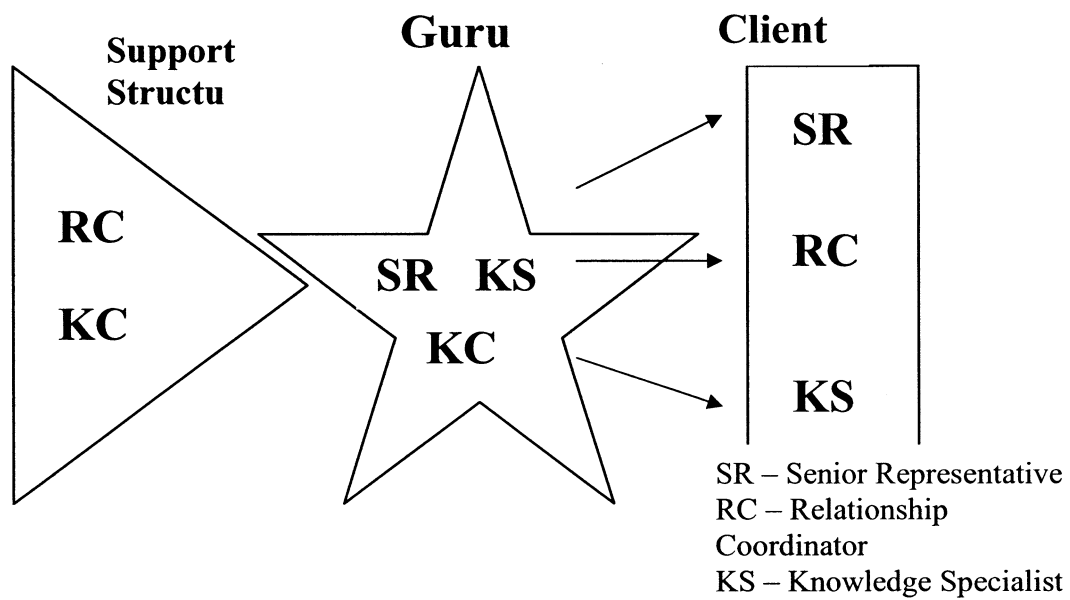 Support
Structu
Guru
Client
RC
KC
SR KS
KC
SR
RC
KS
SR – Senior Representative
RC – Relationship
Coordinator
KS – Knowledge Specialist